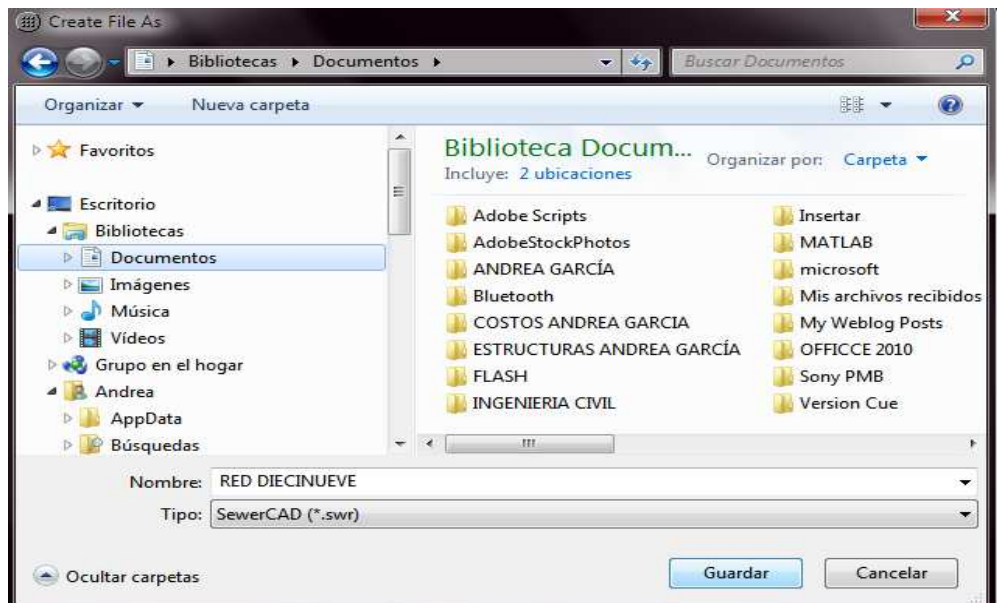 Create File As
Bibliotecas Documentos
Buscar Documentos
Organizar Nueva carpeta
Favoritos
Escritorio
Bibliotecas
Documentos
Imágenes
Música
Vídeos
Grupo en el hogar
Andrea
AppData
Búsquedas
Biblioteca Docum...
Organizar por: Carpeta
Incluye: 2 ubicaciones
Adobe Scripts
AdobeStockPhotos
ANDREA GARCÍA
Bluetooth
COSTOS ANDREA GARCIA
ESTRUCTURAS ANDREA GARCÍA
FLASH
INGENIERIA CIVIL
Insertar
MATLAB
microsoft
Mis archivos recibidos
My Weblog Posts
OFFICCE 2010
Sony PMB
Version Cue
Nombre: RED DIECINUEVE
Tipo: SewerCAD (*.swr)
Ocultar carpetas
Guardar
Cancelar